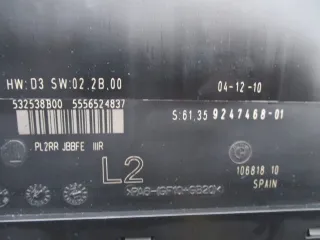 HW:D3 SW:02.2B.00
04-12-10
532538B00 5556524837
S:61.35 9247468-01
PL2RR JBBFE IIIR
L2
106818 10
SPAIN